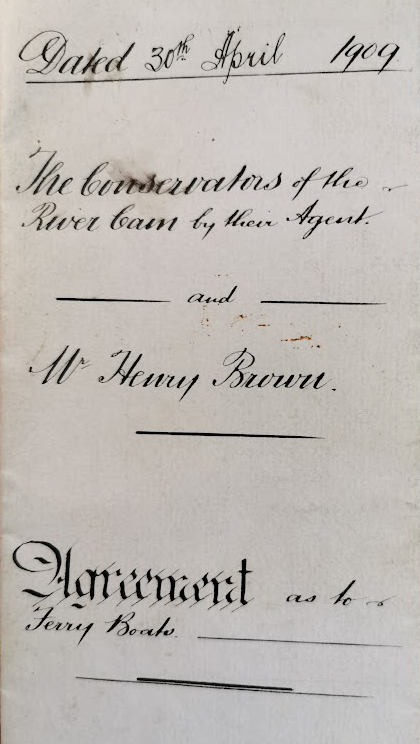 Dated 30th April 1909
The Conservators of the
River Cam by their Agent.
and
Mr Henry Brown.
Agreement as to
Ferry Boats.